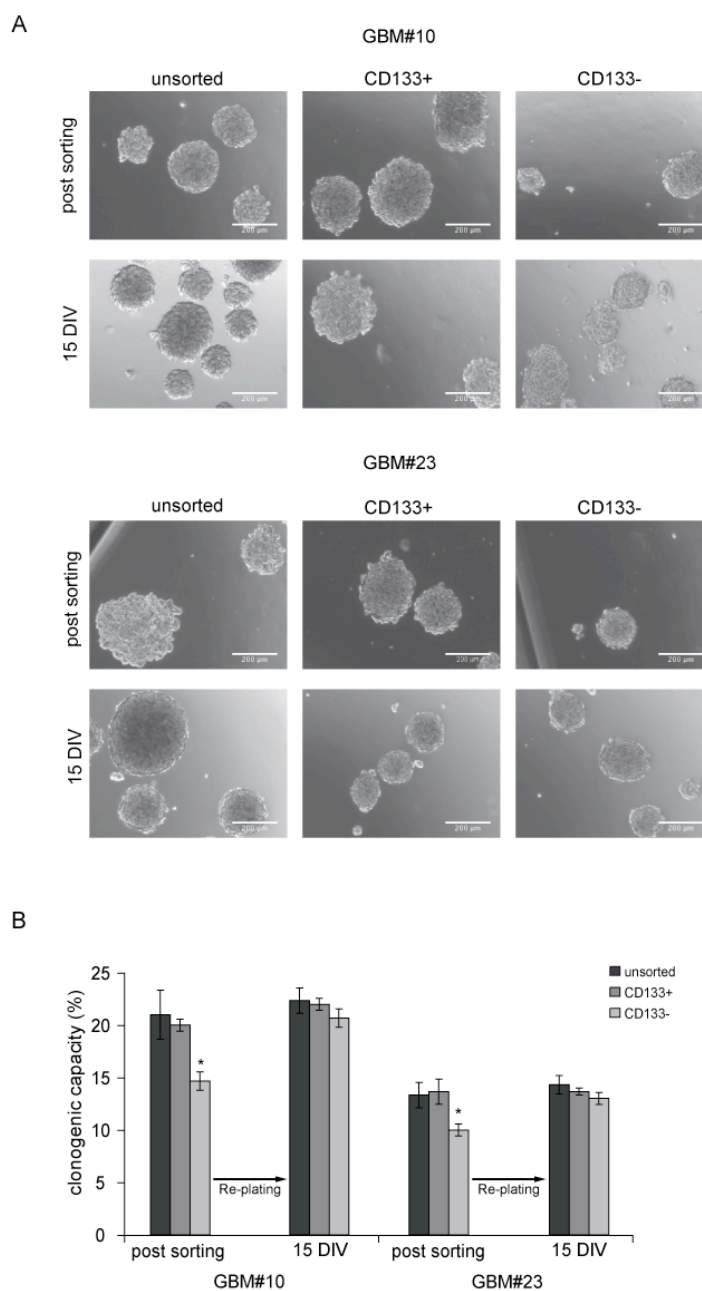 A
GBM#10
unsorted CD133+ CD133-
post sorting
200 µm 200 µm 200 µm
15 DIV
200 µm 200 µm 200 µm
GBM#23
unsorted CD133+ CD133-
post sorting
200 µm 200 µm 200 µm
15 DIV
200 µm 200 µm 200 µm
B
clonogenic capacity (%)
25
20
15
10
5
0
unsorted
CD133+
CD133-
*
*
Re-plating Re-plating
post sorting 15 DIV post sorting 15 DIV
GBM#10 GBM#23